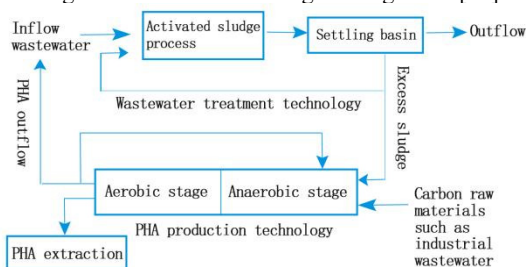 Inflow
wastewater
Activated sludge
process
Settling basin
Outflow
Wastewater treatment technology
PHA outflow
Excess sludge
Aerobic stage
Anaerobic stage
PHA production technology
PHA extraction
Carbon raw
materials
such as
industrial
wastewater